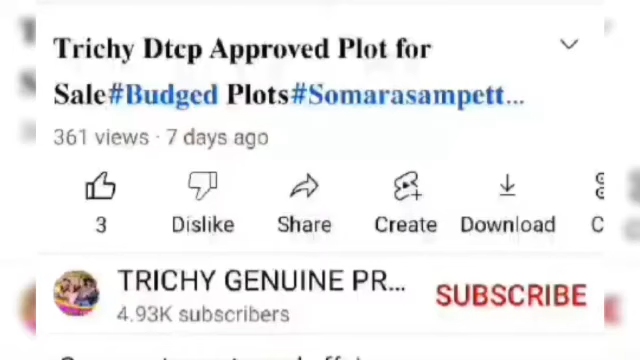 Trichy Dtcp Approved Plot for
Sale#Budged Plots#Somarasampett...
361 views · 7 days ago
3 Dislike Share Create Download C
TRICHY GENUINE PR... SUBSCRIBE
4.93K subscribers